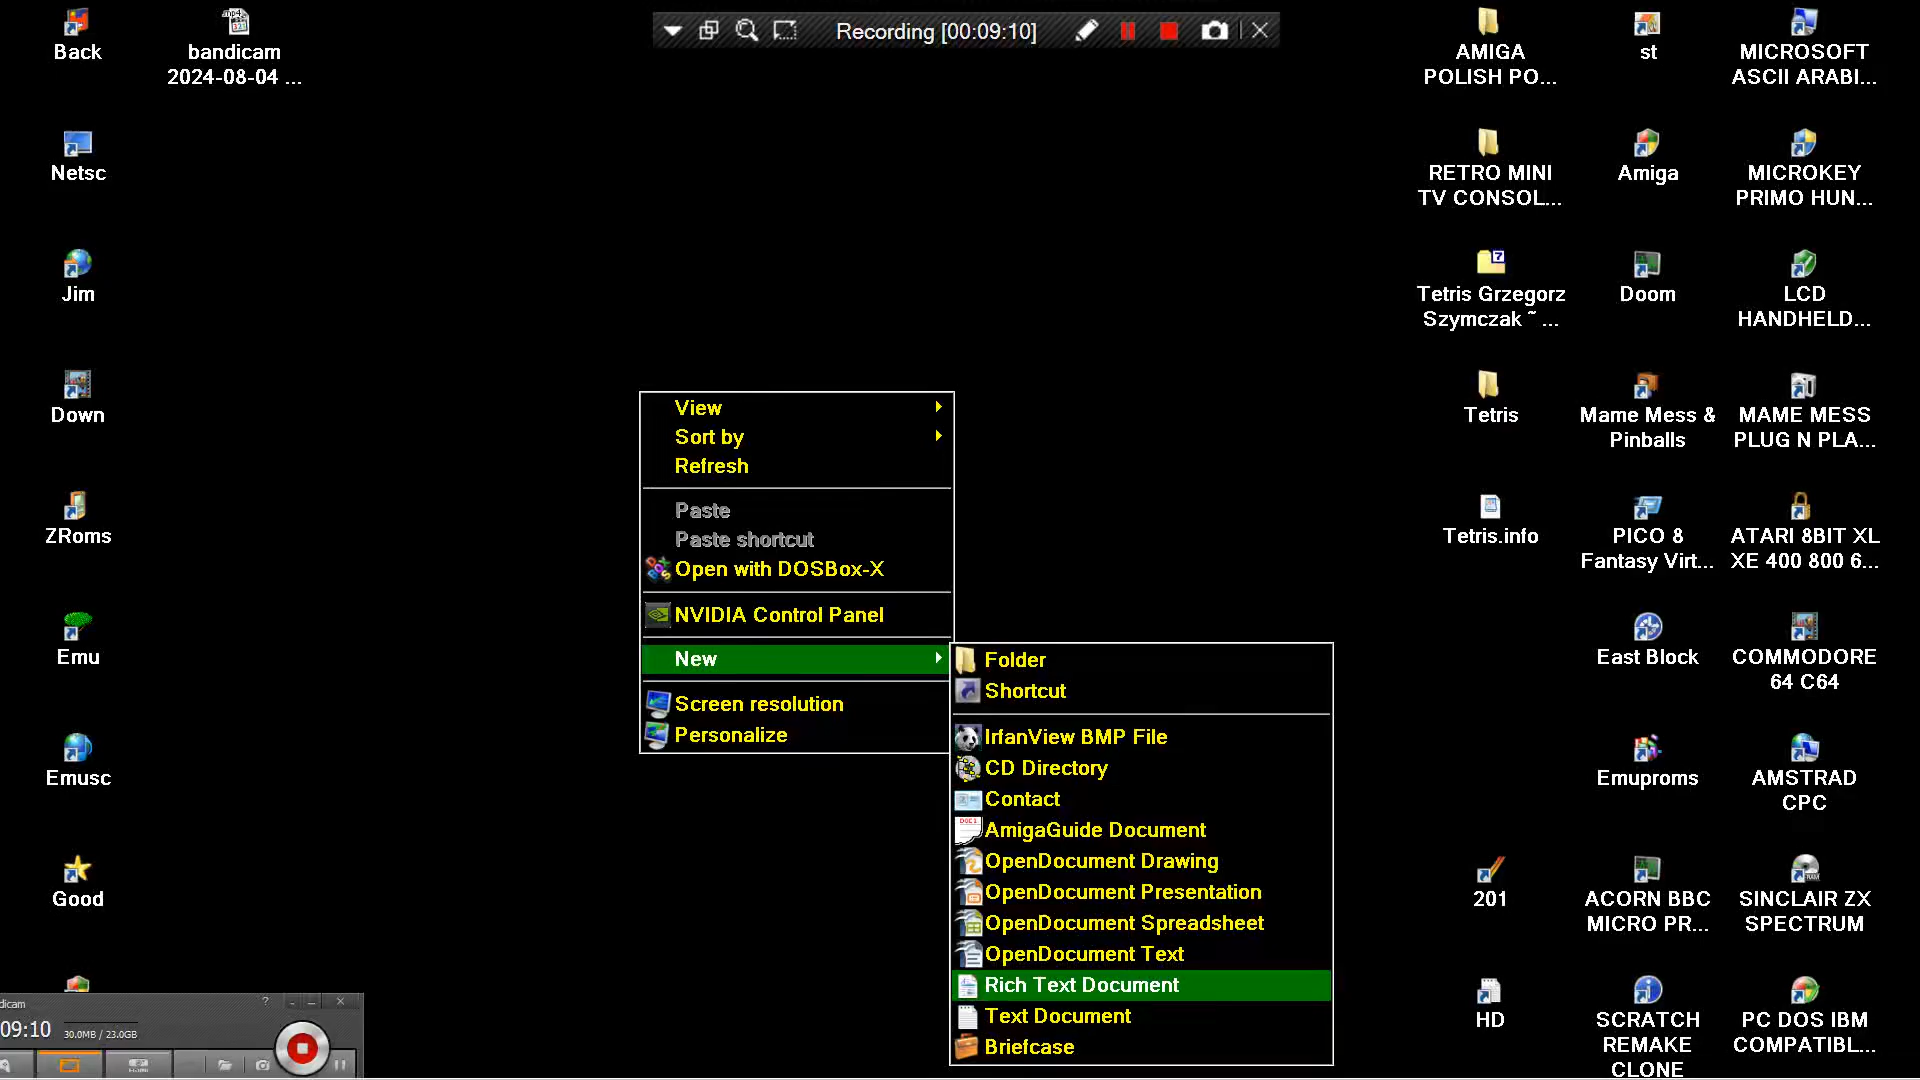 Recording [00:09:10]
Back
bandicam
2024-08-04 ...
Netsc
Jim
Down
ZRoms
Emu
Emusc
Good
View
Sort by
Refresh
Paste
Paste shortcut
Open with DOSBox-X
NVIDIA Control Panel
New
Screen resolution
Personalize
Folder
Shortcut
IrfanView BMP File
CD Directory
Contact
AmigaGuide Document
OpenDocument Drawing
OpenDocument Presentation
OpenDocument Spreadsheet
OpenDocument Text
Rich Text Document
Text Document
Briefcase
AMIGA
POLISH PO...
RETRO MINI
TV CONSOL...
Tetris Grzegorz
Szymczak ~ ...
Tetris
Tetris.info
201
HD
st
Amiga
Doom
Mame Mess &
Pinballs
PICO 8
Fantasy Virt...
East Block
Emuproms
ACORN BBC
MICRO PR...
SCRATCH
REMAKE
CLONE
MICROSOFT
ASCII ARABI...
MICROKEY
PRIMO HUN...
LCD
HANDHELD...
MAME MESS
PLUG N PLA...
ATARI 8BIT XL
XE 400 800 6...
COMMODORE
64 C64
AMSTRAD
CPC
SINCLAIR ZX
SPECTRUM
PC DOS IBM
COMPATIBL...
dicam
09:10
30.0MB / 23.0GB